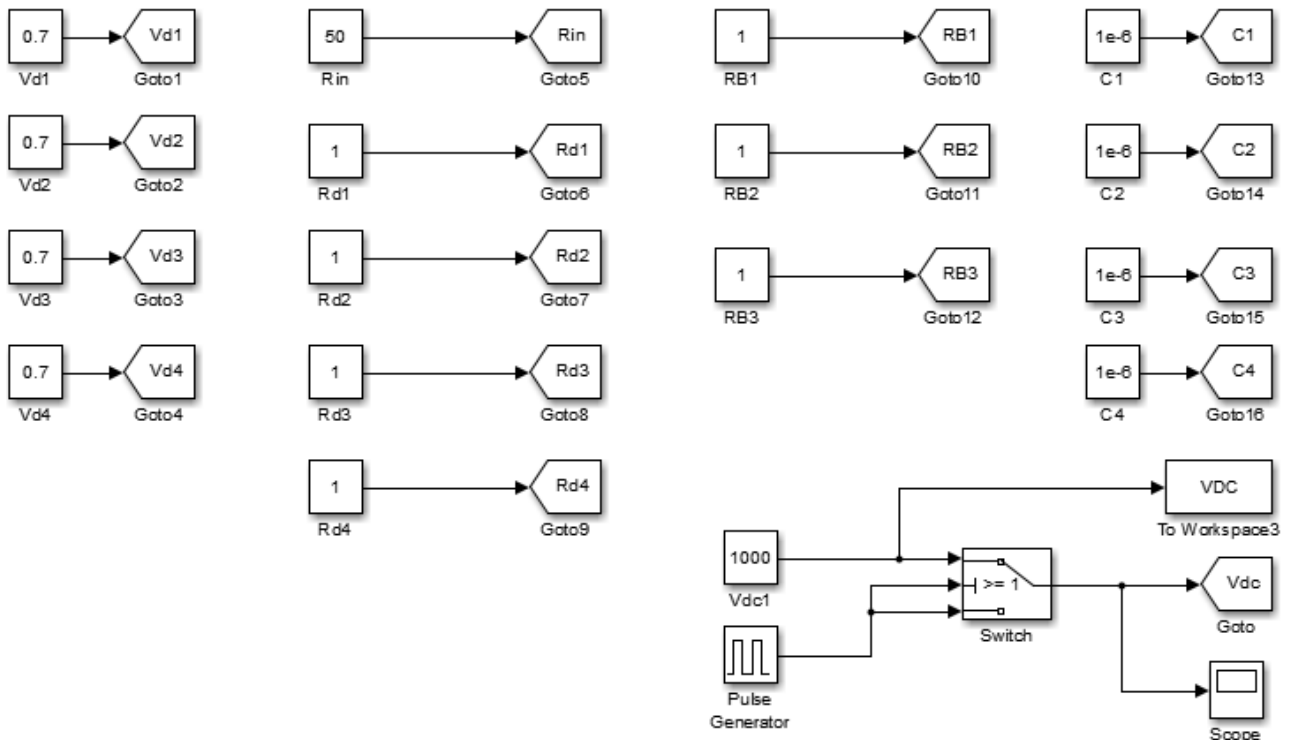 0.7
Vd1
Vd1
Goto1
50
Rin
Rin
Goto5
1
RB1
RB1
Goto10
1e-6
C1
C1
Goto13
0.7
Vd2
Vd2
Goto2
1
Rd1
Rd1
Goto6
1
RB2
RB2
Goto11
1e-6
C2
C2
Goto14
0.7
Vd3
Vd3
Goto3
1
Rd2
Rd2
Goto7
1
RB3
RB3
Goto12
1e-6
C3
C3
Goto15
0.7
Vd4
Vd4
Goto4
1
Rd3
Rd3
Goto8
1e-6
C4
C4
Goto16
1
Rd4
Rd4
Goto9
VDC
To Workspace3
1000
Vdc1
>= 1
Switch
Vdc
Goto
Pulse
Generator
Scope